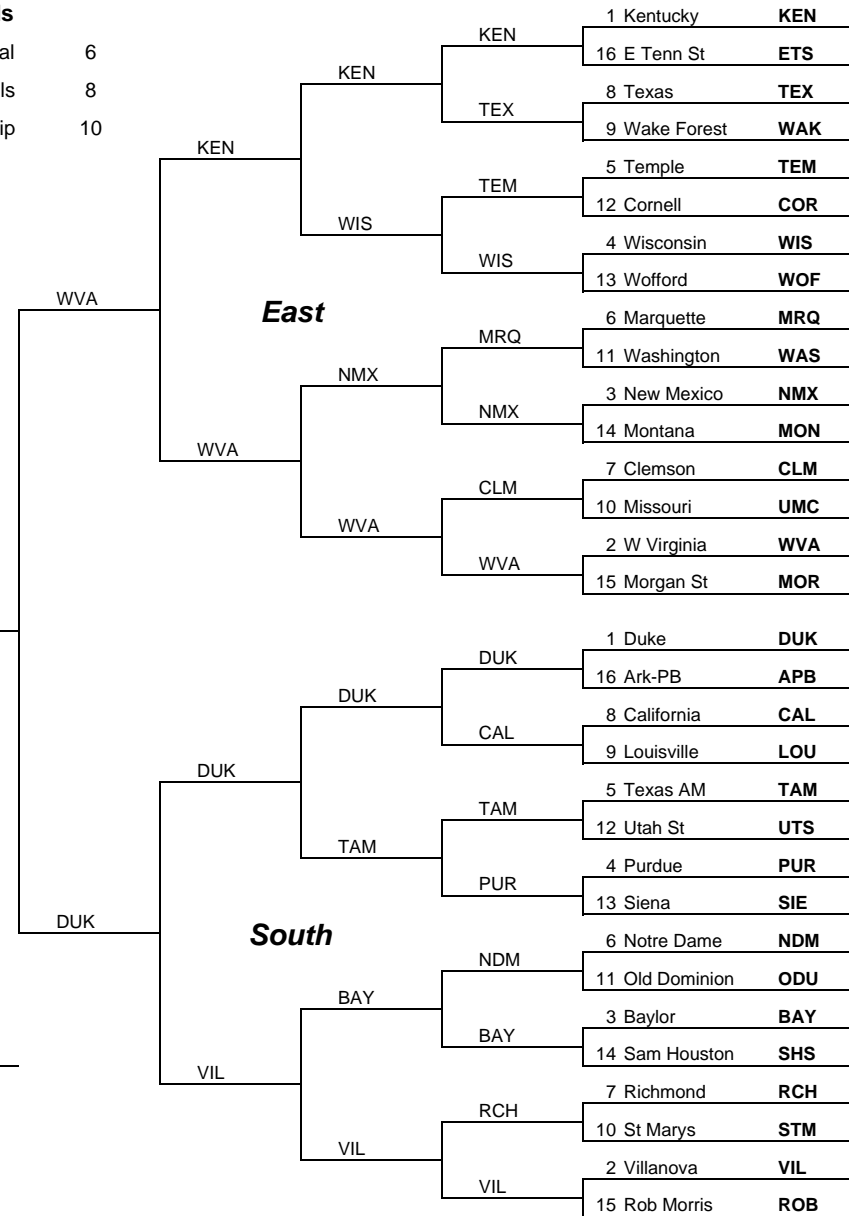 1 Kentucky KEN
16 E Tenn St ETS
8 Texas TEX
9 Wake Forest WAK
5 Temple TEM
12 Cornell COR
4 Wisconsin WIS
13 Wofford WOF
6 Marquette MRQ
11 Washington WAS
3 New Mexico NMX
14 Montana MON
7 Clemson CLM
10 Missouri UMC
2 W Virginia WVA
15 Morgan St MOR
KEN
TEX
TEM
WIS
MRQ
NMX
CLM
WVA
KEN
WIS
NMX
WVA
KEN
WVA
WVA
East
6
8
10
1 Duke DUK
16 Ark-PB APB
8 California CAL
9 Louisville LOU
5 Texas AM TAM
12 Utah St UTS
4 Purdue PUR
13 Siena SIE
6 Notre Dame NDM
11 Old Dominion ODU
3 Baylor BAY
14 Sam Houston SHS
7 Richmond RCH
10 St Marys STM
2 Villanova VIL
15 Rob Morris ROB
DUK
CAL
TAM
PUR
NDM
BAY
RCH
VIL
DUK
TAM
BAY
VIL
DUK
VIL
DUK
South